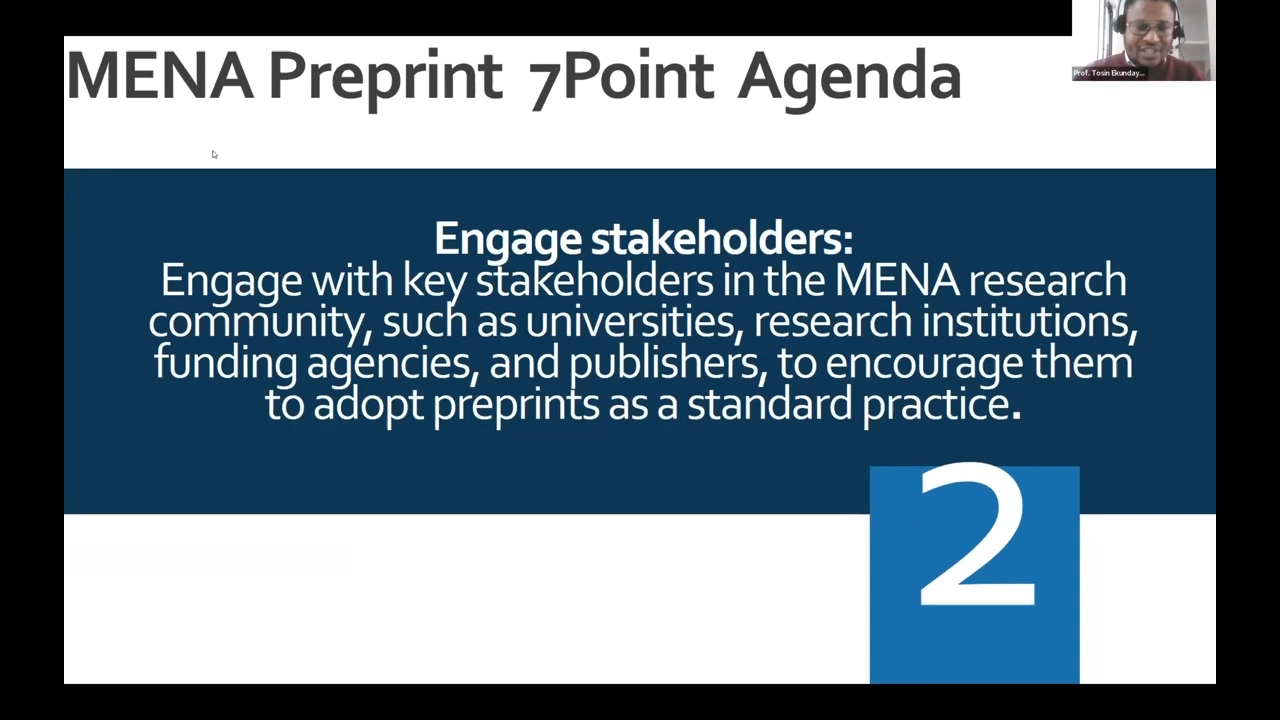 MENA Preprint 7Point Agenda
Prof. Tosin Ekunday...
Engage stakeholders:
Engage with key stakeholders in the MENA research
community, such as universities, research institutions,
funding agencies, and publishers, to encourage them
to adopt preprints as a standard practice.
2